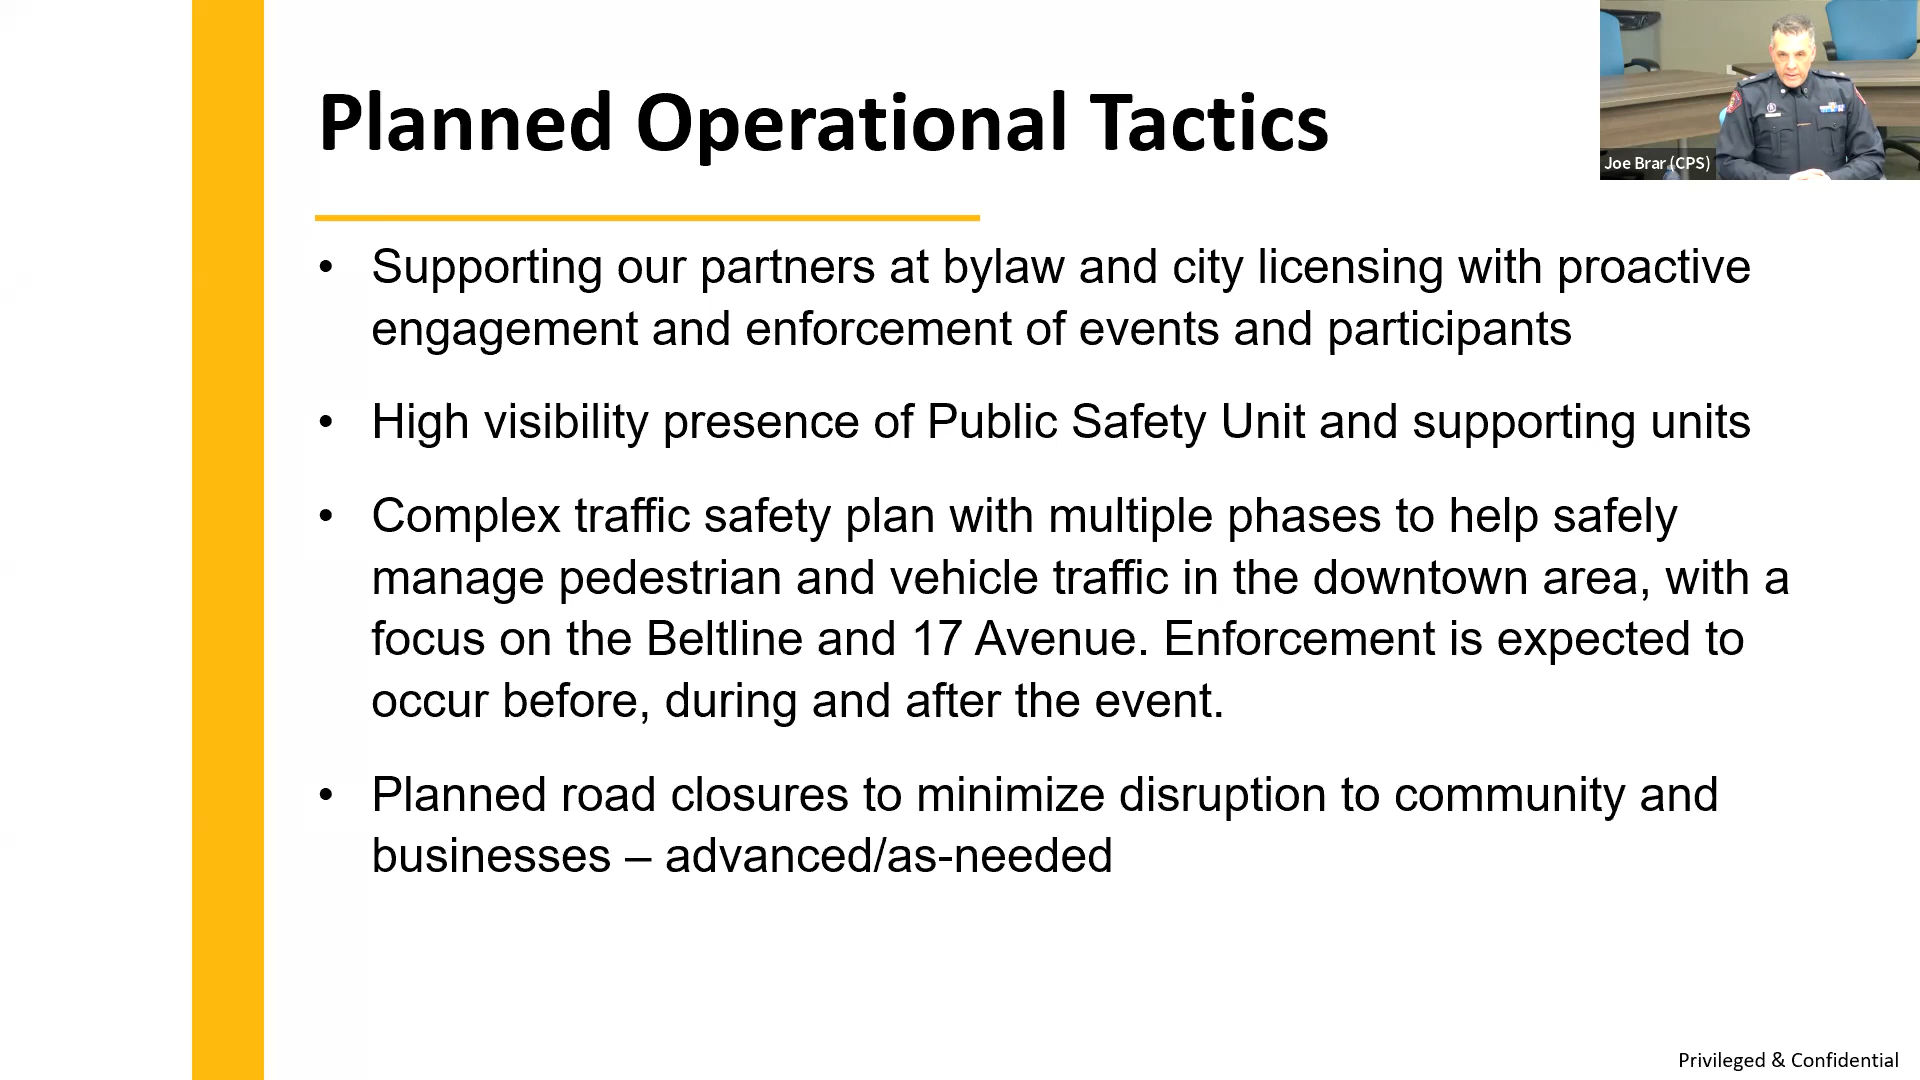 Planned Operational Tactics
Joe Brar (CPS)
• Supporting our partners at bylaw and city licensing with proactive
engagement and enforcement of events and participants
• High visibility presence of Public Safety Unit and supporting units
• Complex traffic safety plan with multiple phases to help safely
manage pedestrian and vehicle traffic in the downtown area, with a
focus on the Beltline and 17 Avenue. Enforcement is expected to
occur before, during and after the event.
• Planned road closures to minimize disruption to community and
businesses – advanced/as-needed
Privileged & Confidential